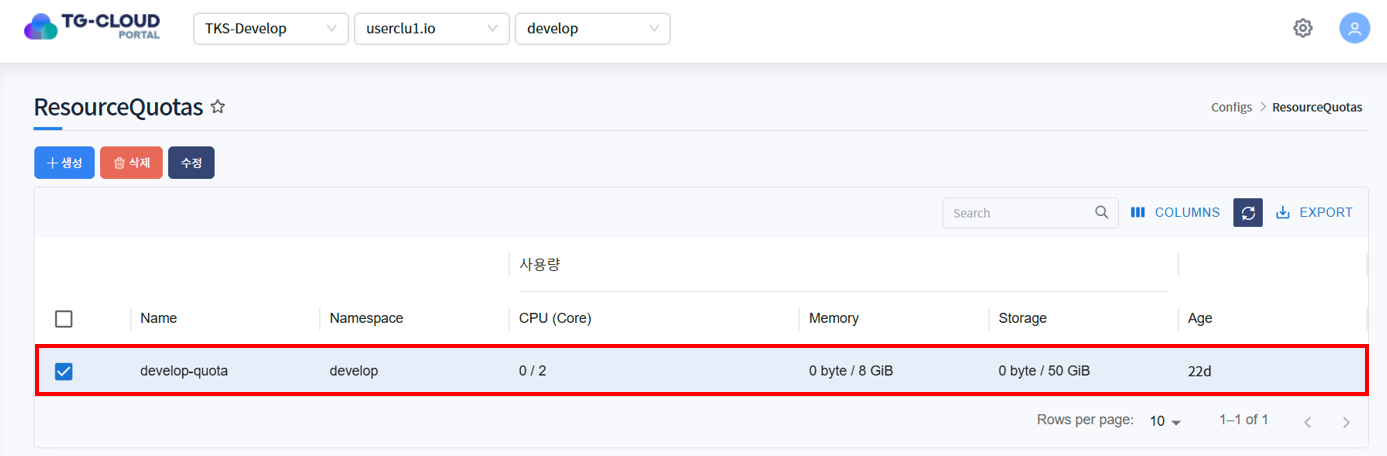 TG-CLOUD
PORTAL
TKS-Develop userclu1.io develop
ResourceQuotas
Configs > ResourceQuotas
+ 생성 삭제 수정
Search COLUMNS EXPORT
사용량
Name Namespace CPU (Core) Memory Storage Age
develop-quota develop 0 / 2 0 byte / 8 GiB 0 byte / 50 GiB 22d
Rows per page: 10 1–1 of 1